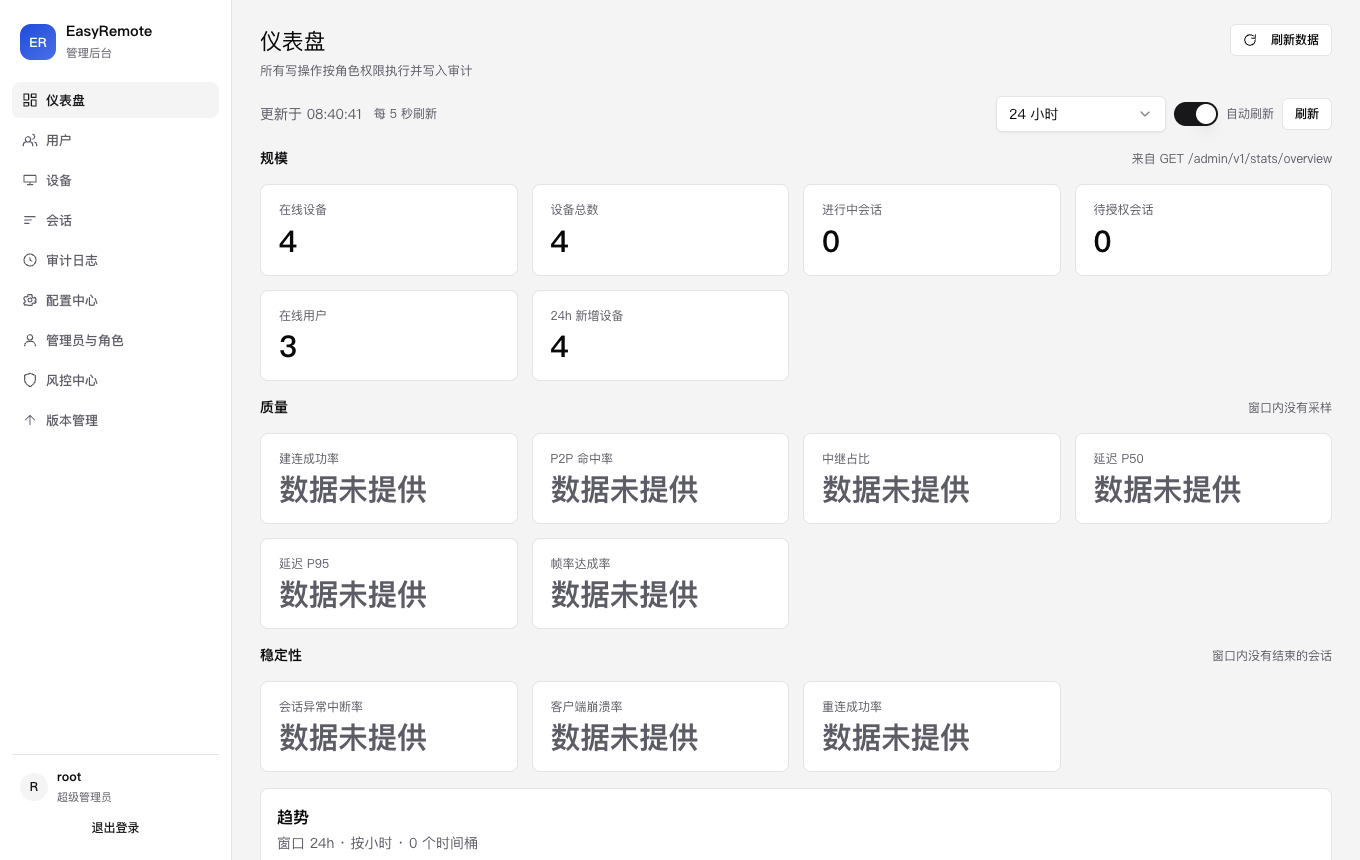 ER
EasyRemote
管理后台
仪表盘
用户
设备
会话
审计日志
配置中心
管理员与角色
风控中心
版本管理
R
root
超级管理员
退出登录
仪表盘
刷新数据
所有写操作按角色权限执行并写入审计
更新于 08:40:41 每 5 秒刷新
24 小时
自动刷新
刷新
规模
来自 GET /admin/v1/stats/overview
在线设备
4
设备总数
4
进行中会话
0
待授权会话
0
在线用户
3
24h 新增设备
4
质量
窗口内没有采样
建连成功率
数据未提供
P2P 命中率
数据未提供
中继占比
数据未提供
延迟 P50
数据未提供
延迟 P95
数据未提供
帧率达成率
数据未提供
稳定性
窗口内没有结束的会话
会话异常中断率
数据未提供
客户端崩溃率
数据未提供
重连成功率
数据未提供
趋势
窗口 24h · 按小时 · 0 个时间桶